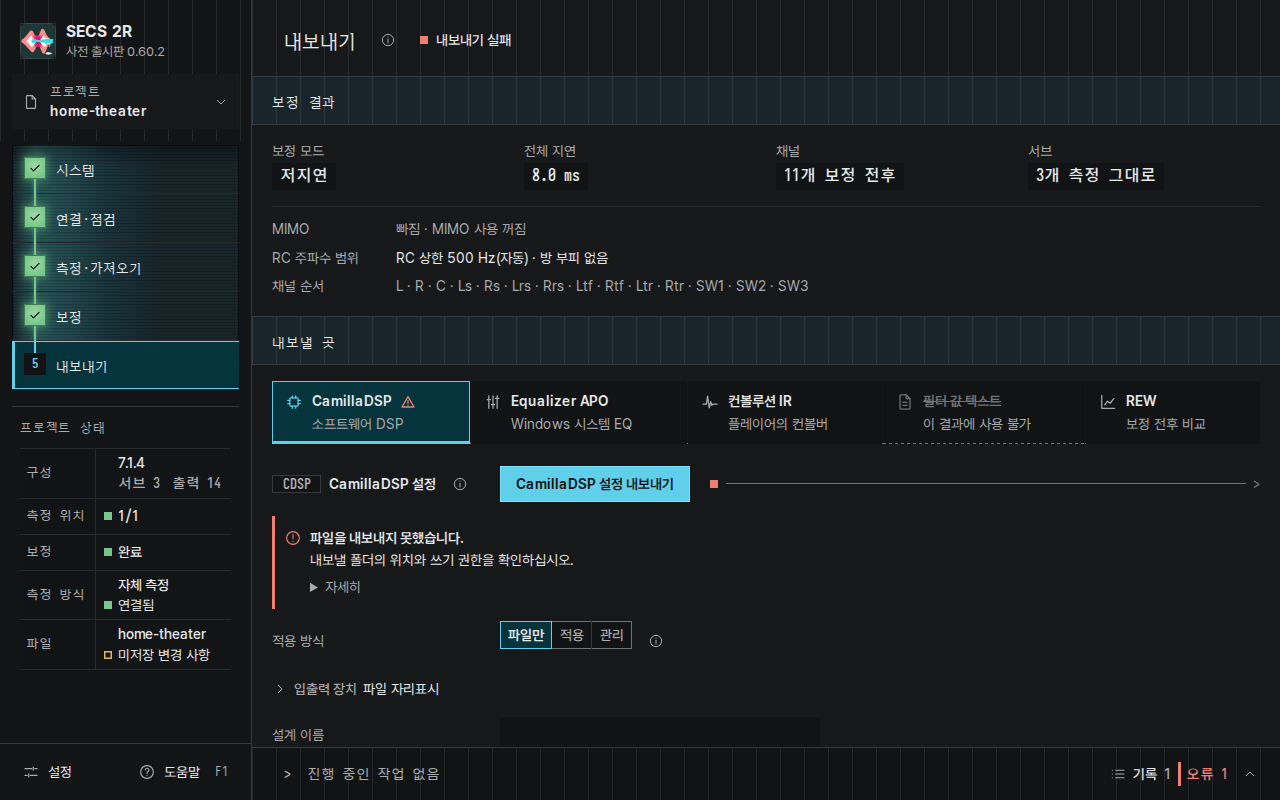 SECS 2R
사전 출시판 0.60.2
프로젝트
home-theater
시스템
연결·점검
측정·가져오기
보정
5 내보내기
프로젝트 상태
구성
7.1.4
서브 3 출력 14
측정 위치
1/1
보정
완료
측정 방식
자체 측정
연결됨
파일
home-theater
미저장 변경 사항
설정
도움말 F1
내보내기
내보내기 실패
보정 결과
보정 모드
저지연
전체 지연
8.0 ms
채널
11개 보정 전후
서브
3개 측정 그대로
MIMO
빠짐 · MIMO 사용 꺼짐
RC 주파수 범위
RC 상한 500 Hz(자동) · 방 부피 없음
채널 순서
L · R · C · Ls · Rs · Lrs · Rrs · Ltf · Rtf · Ltr · Rtr · SW1 · SW2 · SW3
내보낼 곳
CamillaDSP
소프트웨어 DSP
Equalizer APO
Windows 시스템 EQ
컨볼루션 IR
플레이어의 컨볼버
필터 값 텍스트
이 결과에 사용 불가
REW
보정 전후 비교
CDSP CamillaDSP 설정
CamillaDSP 설정 내보내기
>
파일을 내보내지 못했습니다.
내보낼 폴더의 위치와 쓰기 권한을 확인하십시오.
▶ 자세히
적용 방식
파일만 적용 관리
입출력 장치 파일 자리표시
설계 이름
> 진행 중인 작업 없음
기록 1
오류 1